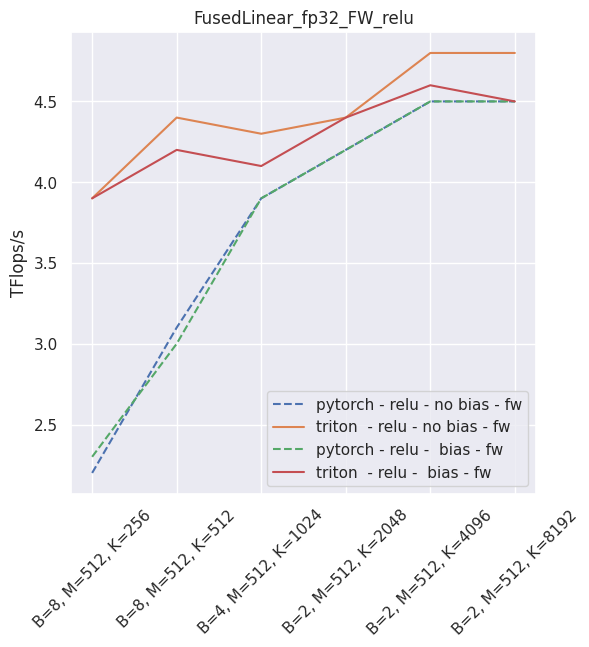 FusedLinear_fp32_FW_relu
TFlops/s
4.5
4.0
3.5
3.0
2.5
pytorch - relu - no bias - fw
triton  - relu - no bias - fw
pytorch - relu -  bias - fw
triton  - relu -  bias - fw
B=8, M=512, K=256
B=8, M=512, K=512
B=4, M=512, K=1024
B=2, M=512, K=2048
B=2, M=512, K=4096
B=2, M=512, K=8192